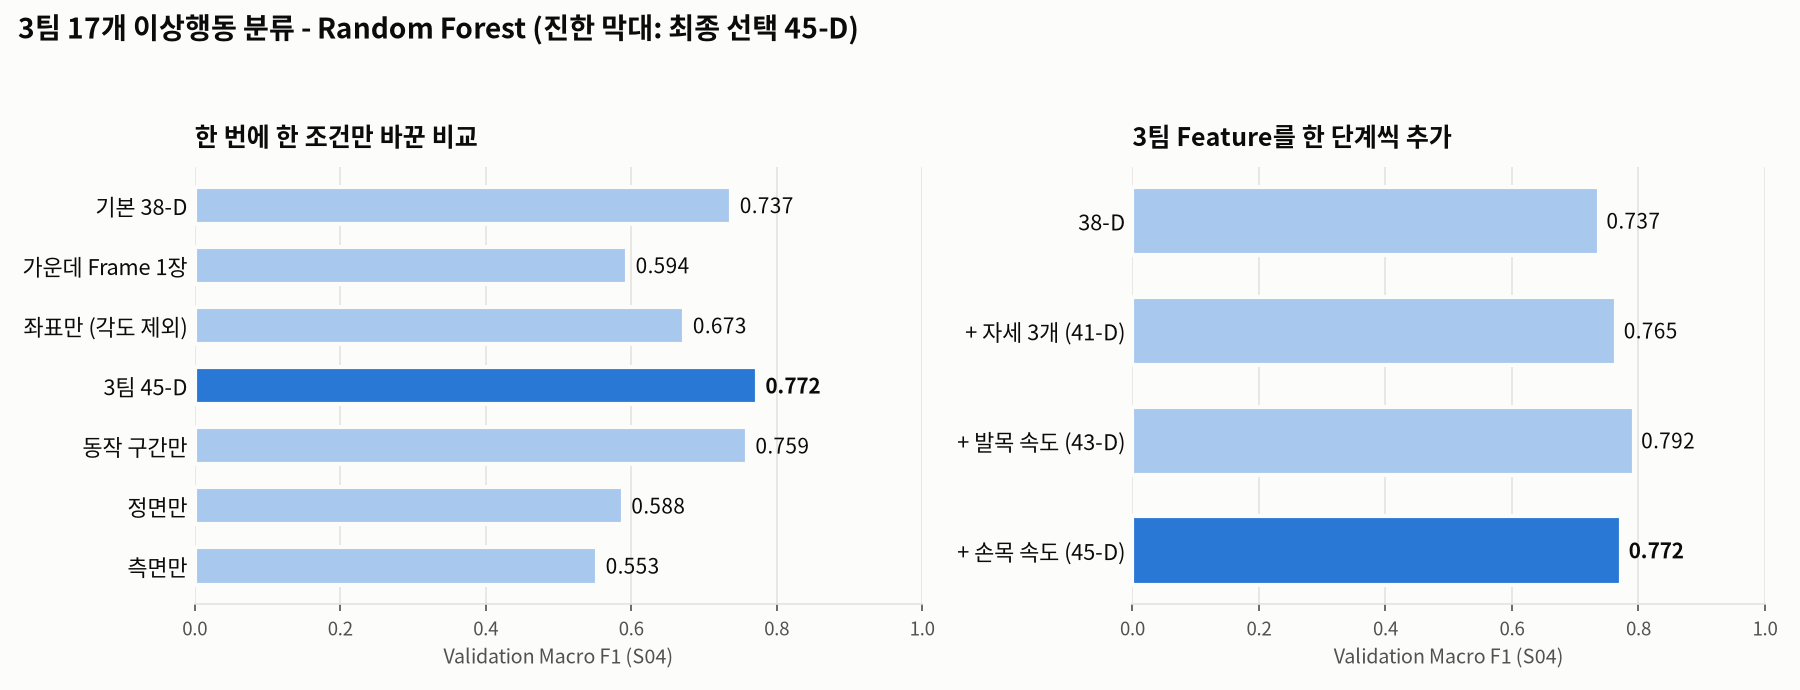 3팀 17개 이상행동 분류 - Random Forest (진한 막대: 최종 선택 45-D)
한 번에 한 조건만 바꾼 비교
기본 38-D
0.737
가운데 Frame 1장
0.594
좌표만 (각도 제외)
0.673
3팀 45-D
0.772
동작 구간만
0.759
정면만
0.588
측면만
0.553
0.0 0.2 0.4 0.6 0.8 1.0
Validation Macro F1 (S04)
3팀 Feature를 한 단계씩 추가
38-D
0.737
+ 자세 3개 (41-D)
0.765
+ 발목 속도 (43-D)
0.792
+ 손목 속도 (45-D)
0.772
0.0 0.2 0.4 0.6 0.8 1.0
Validation Macro F1 (S04)